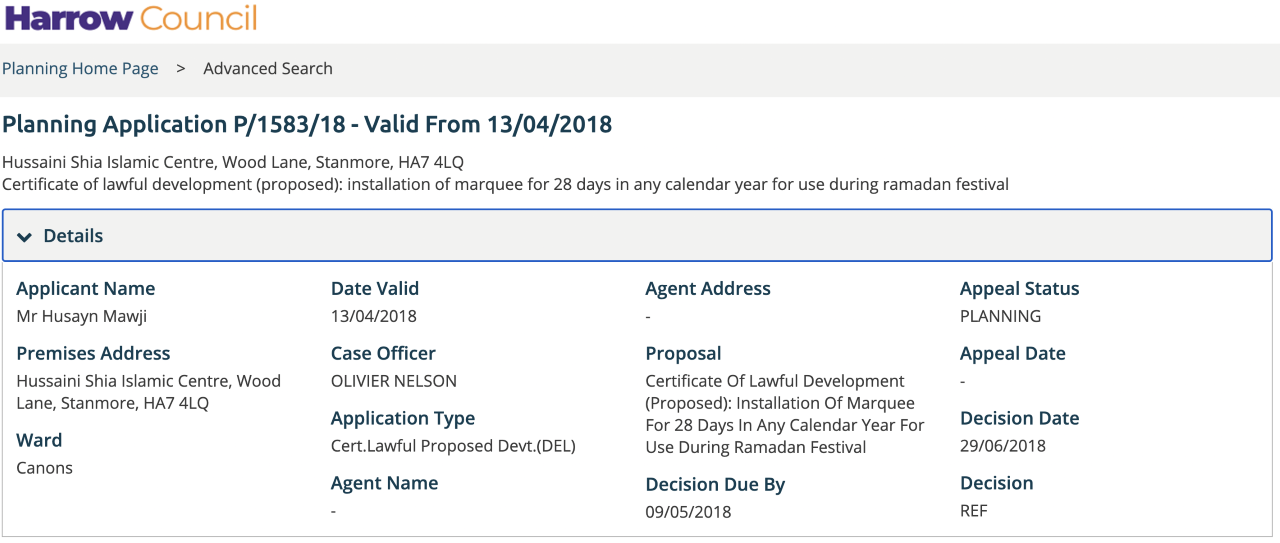 Harrow Council
Planning Home Page > Advanced Search
Planning Application P/1583/18 - Valid From 13/04/2018
Hussaini Shia Islamic Centre, Wood Lane, Stanmore, HA7 4LQ
Certificate of lawful development (proposed): installation of marquee for 28 days in any calendar year for use during ramadan festival
Details
Applicant Name
Mr Husayn Mawji
Premises Address
Hussaini Shia Islamic Centre, Wood
Lane, Stanmore, HA7 4LQ
Ward
Canons
Date Valid
13/04/2018
Case Officer
OLIVIER NELSON
Application Type
Cert.Lawful Proposed Devt.(DEL)
Agent Name
-
Agent Address
-
Proposal
Certificate Of Lawful Development
(Proposed): Installation Of Marquee
For 28 Days In Any Calendar Year For
Use During Ramadan Festival
Decision Due By
09/05/2018
Appeal Status
PLANNING
Appeal Date
-
Decision Date
29/06/2018
Decision
REF